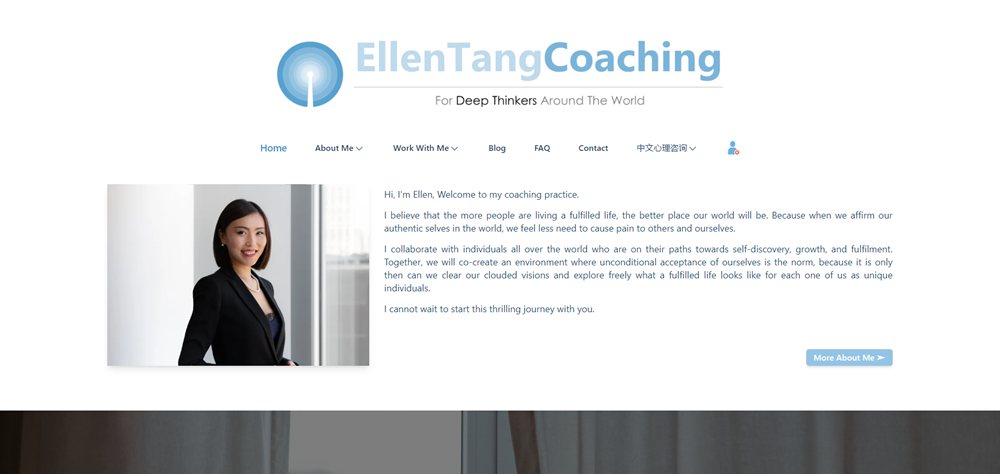 EllenTangCoaching
For Deep Thinkers Around The World
Home About Me Work With Me Blog FAQ Contact 中文心理咨询
Hi, I'm Ellen, Welcome to my coaching practice.
I believe that the more people are living a fulfilled life, the better place our world will be. Because when we affirm our
authentic selves in the world, we feel less need to cause pain to others and ourselves.
I collaborate with individuals all over the world who are on their paths towards self-discovery, growth, and fulfilment.
Together, we will co-create an environment where unconditional acceptance of ourselves is the norm, because it is only
then can we clear our clouded visions and explore freely what a fulfilled life looks like for each one of us as unique
individuals.
I cannot wait to start this thrilling journey with you.
More About Me ➤